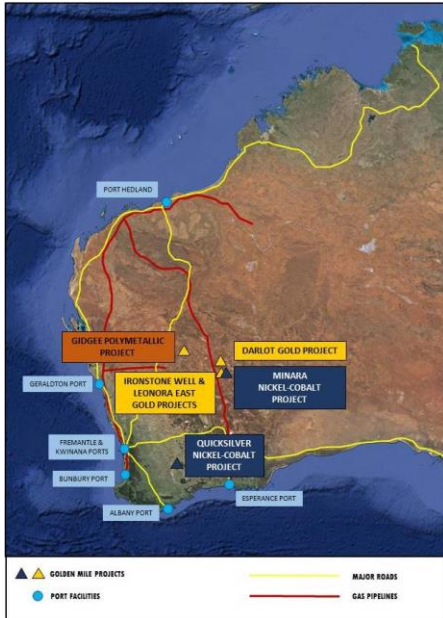 PORT HEDLAND
GIDGEE POLYMETALLIC
PROJECT
DARLOT GOLD PROJECT
GERALDTON PORT
IRONSTONE WELL &
LEONORA EAST
GOLD PROJECTS
MINARA
NICKEL-COBALT
PROJECT
FREMANTLE &
KWINANA PORTS
QUICKSILVER
NICKEL-COBALT
PROJECT
BUNBURY PORT
ESPERANCE PORT
ALBANY PORT
GOLDEN MILE PROJECTS
MAJOR ROADS
PORT FACILITIES
GAS PIPELINES